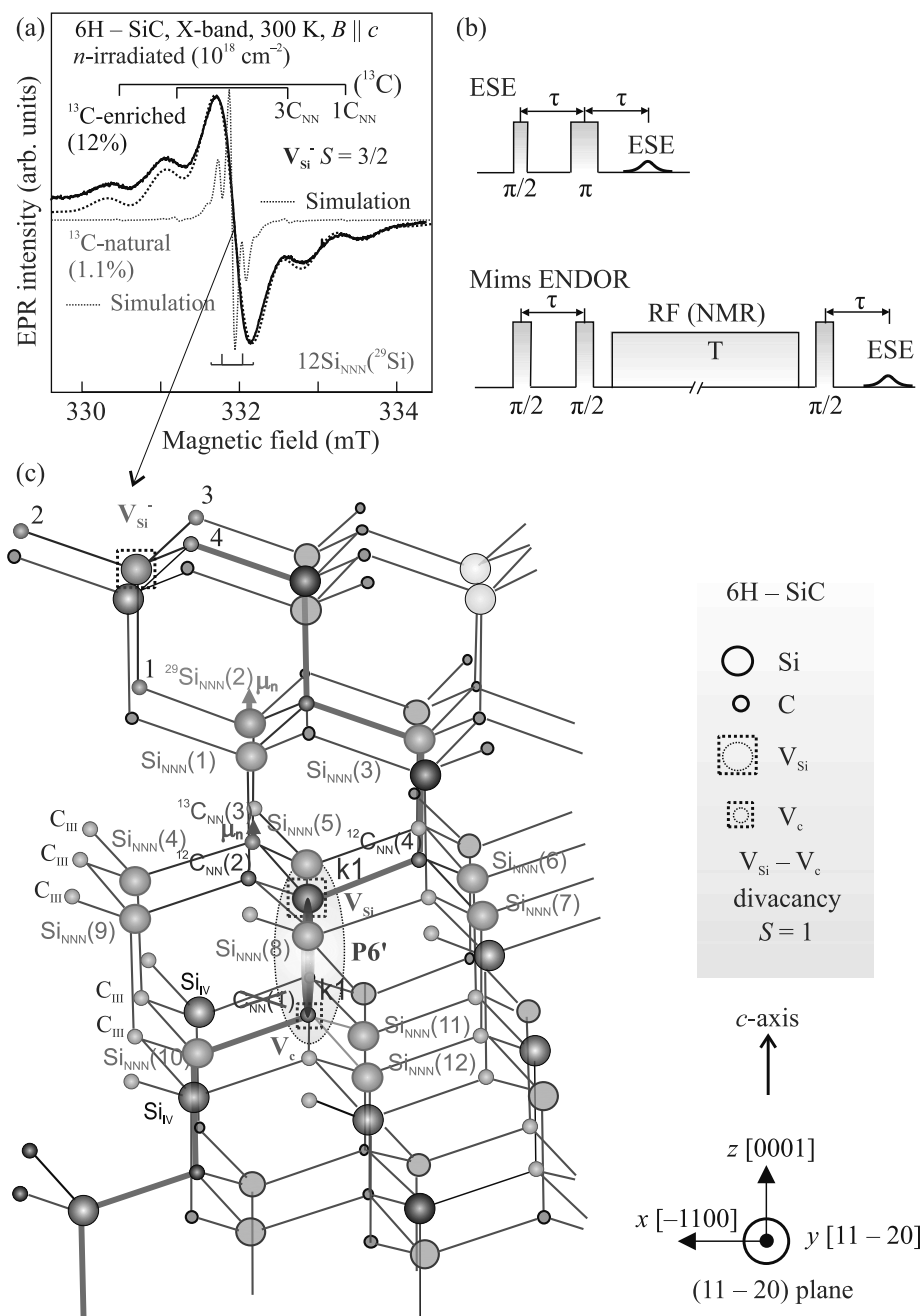 (a)
6H – SiC, X-band, 300 K, B || c
n-irradiated (10¹⁸ cm⁻²)
(¹³C)
¹³C-enriched
(12%)
3C_NN 1C_NN
V_Si⁻ S = 3/2
Simulation
¹³C-natural
(1.1%)
Simulation
12Si_NNN(²⁹Si)
EPR intensity (arb. units)
330 332 334
Magnetic field (mT)
(b)
ESE
τ τ
ESE
π/2 π
Mims ENDOR
τ RF (NMR) τ
T
ESE
π/2 π/2 π/2
(c)
V_Si⁻
3
2
4
1
²⁹Si_NNN(2) μ_n
Si_NNN(1)
Si_NNN(3)
¹³C_NN(3)
μ_n
Si_NNN(5)
¹²C_NN(4)
C_III
Si_NNN(4)
¹²C_NN(2)
k1
Si_NNN(6)
C_III
V_Si
Si_NNN(7)
C_III
Si_NNN(9)
Si_NNN(8)
P6'
Si_IV
C_NN(1)
k1
C_III
Si_NNN(11)
C_III
V_c
Si_NNN(10)
Si_NNN(12)
Si_IV
6H – SiC
Si
C
V_Si
V_c
V_Si – V_c
divacancy
S = 1
c-axis
z [0001]
x [–1100]
y [11 – 20]
(11 – 20) plane